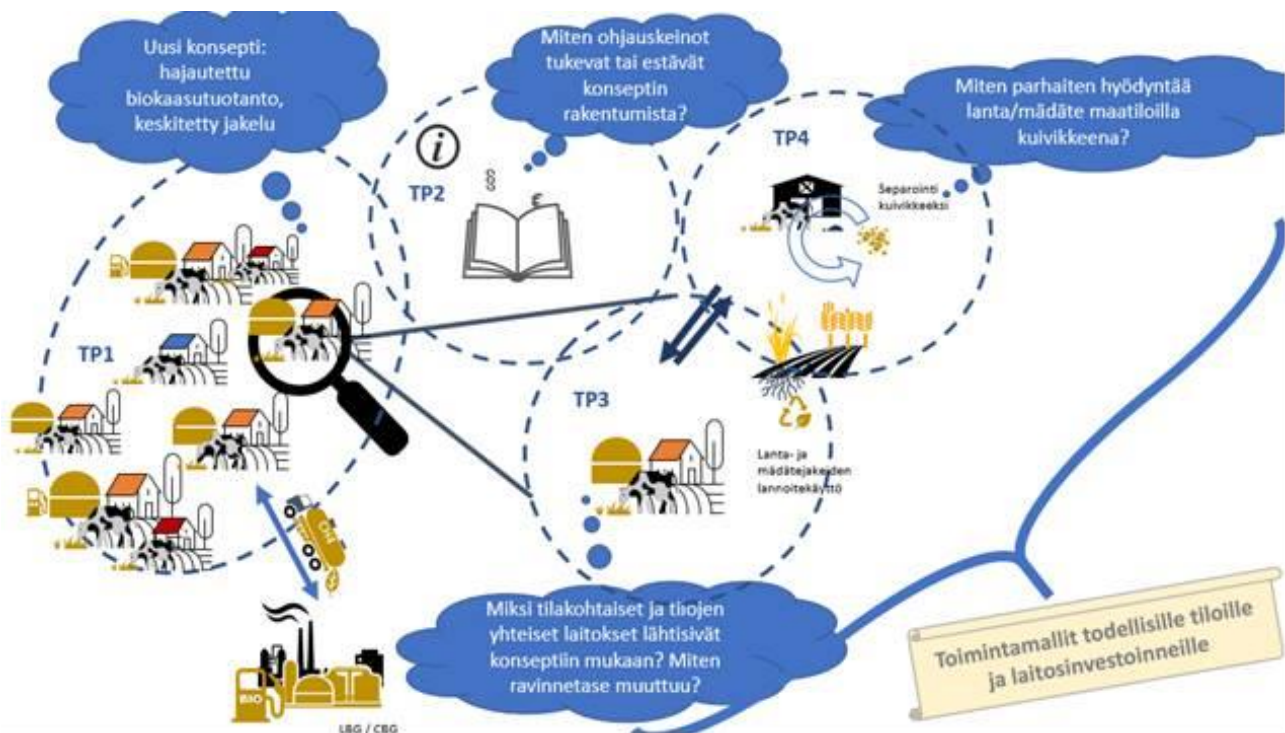 Uusi konsepti:
hajautettu
biokaasutuotanto,
keskitetty jakelu
Miten ohjauskeinot
tukevat tai estävät
konseptin
rakentumista?
Miten parhaiten hyödyntää
lanta/mädäte maatiloilla
kuivikkeena?
TP4
i
TP2
§
§
€
Separointi
kuivikkeeksi
TP1
TP3
Lanta- ja
mädätejakeiden
lannoitekäyttö
CH4
BIO
LBG / CBG
Miksi tilakohtaiset ja tilojen
yhteiset laitokset lähtisivät
konseptiin mukaan? Miten
ravinnetase muuttuu?
Toimintamallit todellisille tiloille
ja laitosinvestoinneille